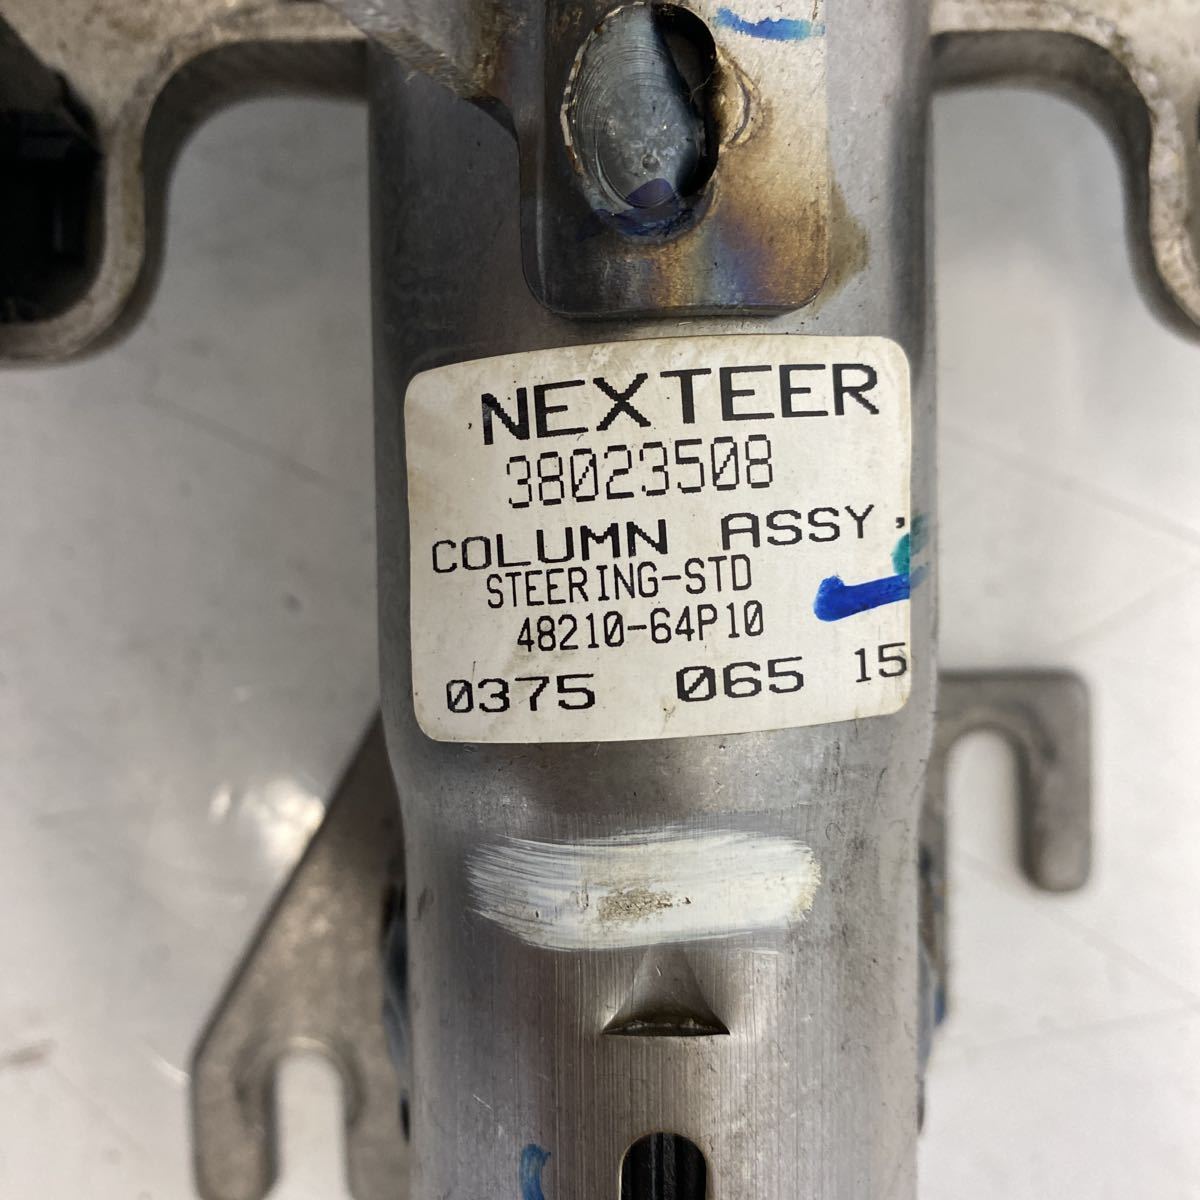 NEXTEER
38023508
COLUMN ASSY,
STEERING-STD
48210-64P10
0375 065 15